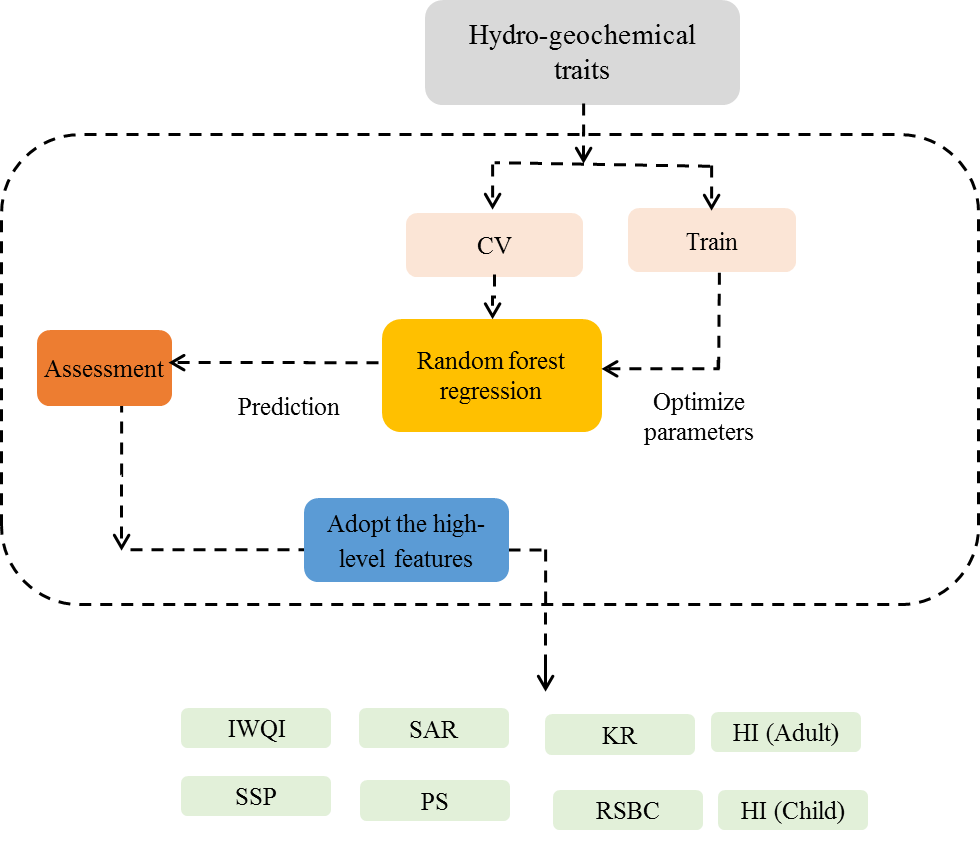 Hydro-geochemical
traits
CV
Train
Random forest
regression
Assessment
Prediction
Optimize
parameters
Adopt the high-
level features
IWQI
SAR
KR
HI (Adult)
SSP
PS
RSBC
HI (Child)